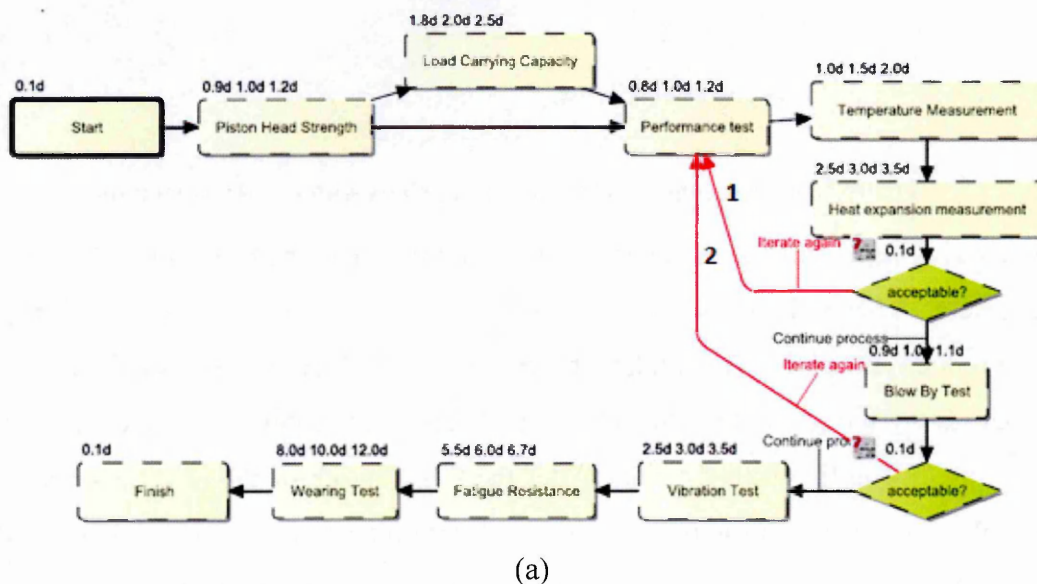 1.8d 2.0d 2.5d
Load Carrying Capacity
0.1d
Start
0.9d 1.0d 1.2d
Piston Head Strength
0.8d 1.0d 1.2d
Performance test
1.0d 1.5d 2.0d
Temperature Measurement
2.5d 3.0d 3.5d
Heat expansion measurement
1
2
Iterate again
?
0.1d
acceptable?
Continue process
0.9d 1.0 1.1d
Iterate again
Blow By Test
Continue pro
?
0.1d
acceptable?
0.1d
Finish
8.0d 10.0d 12.0d
Wearing Test
5.5d 6.0d 6.7d
Fatigue Resistance
2.5d 3.0d 3.5d
Vibration Test
(a)